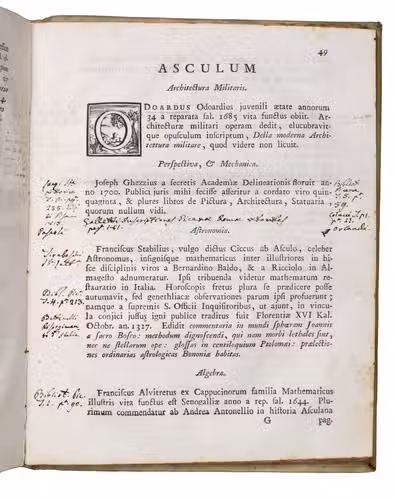 49
ASCULUM
Architectura Militaris.
ODOARDUS Odoardius juvenili ætate annorum
34 a reparata sal. 1685 vita functus obiit. Ar-
chitecturæ militari operam dedit, elucubravit-
que opusculum inscriptum, Della moderna Archi-
tettura militare, quod videre non licuit.
Perspectiva, & Mechanica.
Joseph Ghezzius a secretis Academiæ Delineationis floruit an-
no 1700. Publici juris mihi fecisse asseritur a cordato viro quin-
quaginta, & plures libros de Pictura, Architectura, Statuaria
quorum nullum vidi.
Astronomia.
Franciscus Stabilius, vulgo dictus Ciccus ab Asculo, celeber
Astronomus, insignisque mathematicus inter illustriores in hi-
sce disciplinis viros a Bernardino Baldo, & a Ricciolo in Al-
magesto adnumeratur. Ipsi tribuenda videtur mathematum re-
stauratio in Italia. Horoscopis fretus plura se prædicere posse
autumavit, sed genethliacæ observationes parum ipsi profuerunt;
namque a supremis S. Officii Inquisitoribus, ut ajunt, in vincu-
la conjici jussus igni publice traditus fuit Florentiæ XVI Kal.
Octobr. an. 1327. Edidit commentaria in mundi sphæram Joannis
a sacro Bosco: methodum dignoscendi, qui nam morbi lethales sint,
nec ne stellarum ope: glossas in centiloquium Ptolomæi: prælectio-
nes ordinarias astrologicas Bononiæ habitas.
Algebra.
Franciscus Alvitretus ex Cappucinorum familia Mathematicus
illustris vita functus est Senogalliæ anno a rep. sal. 1644. Plu-
rimum commendatur ab Andrea Antonellio in historia Asculana
G pag.